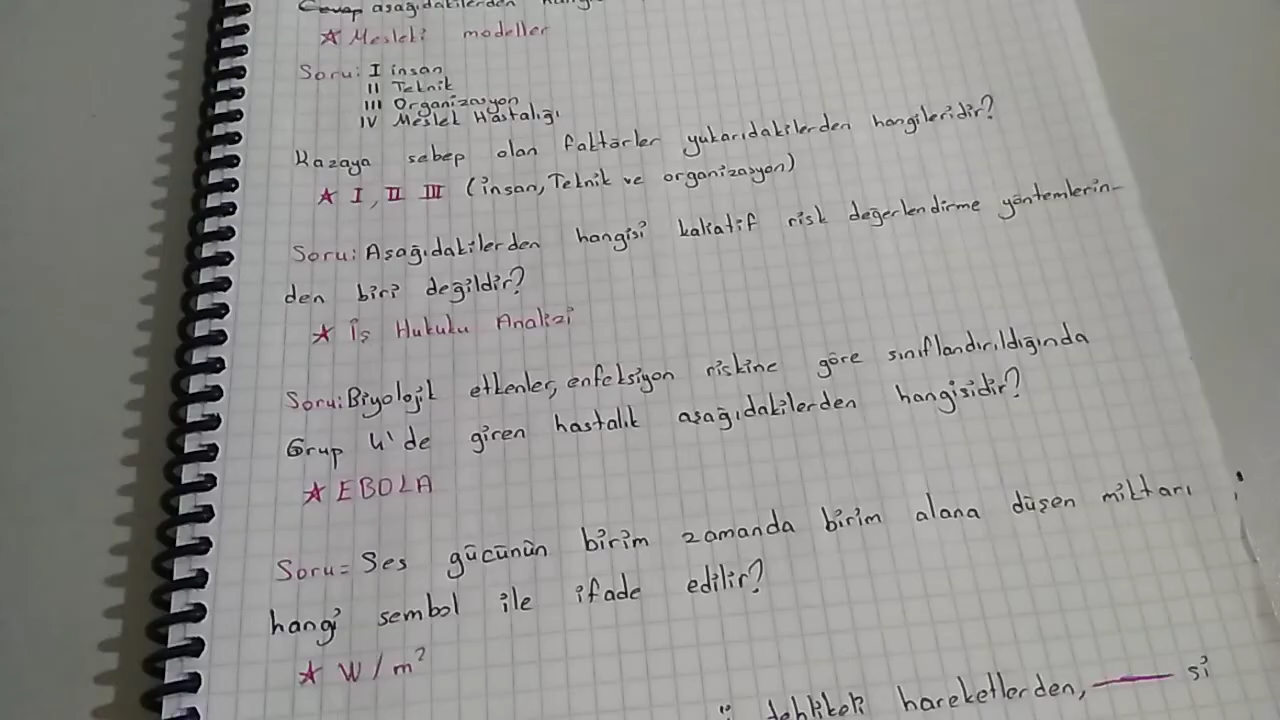 Cevap aşağıdakilerden
★ Mesleki modeller
Soru: I insan
II Teknik
III Organizasyon
IV Meslek Hastalığı
Kazaya sebep olan faktörler yukarıdakilerden hangileridir?
★ I, II III (insan, Teknik ve organizasyon)
Soru: Aşağıdakilerden hangisi kaliatif risk değerlendirme yöntemlerin-
den biri değildir?
★ İş Hukuku Analizi
Soru: Biyolojik etkenler, enfeksiyon riskine göre sınıflandırıldığında
Grup 4'de giren hastalık aşağıdakilerden hangisidir?
★ EBOLA
Soru= Ses gücünün birim zamanda birim alana düşen miktarı
hangi sembol ile ifade edilir?
★ W/m²
hareketlerden, — si